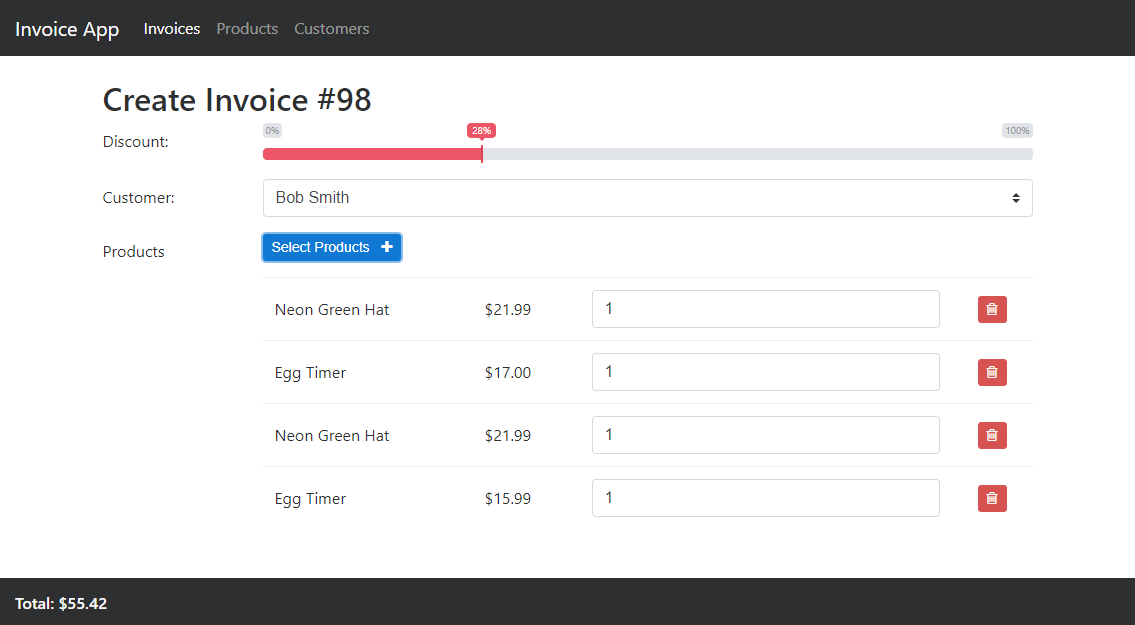 Invoice App Invoices Products Customers
Create Invoice #98
0% 28% 100%
Discount:
Customer: Bob Smith
Products Select Products
Neon Green Hat $21.99 1
Egg Timer $17.00 1
Neon Green Hat $21.99 1
Egg Timer $15.99 1
Total: $55.42